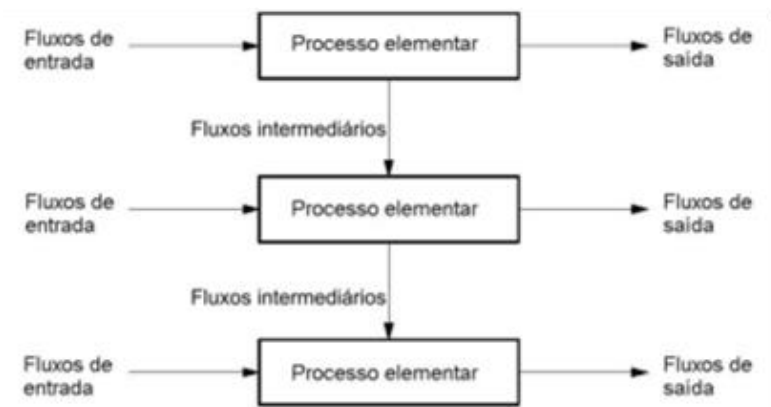 Fluxos de
entrada
Processo elementar
Fluxos de
saída
Fluxos intermediários
Fluxos de
entrada
Processo elementar
Fluxos de
saída
Fluxos intermediários
Fluxos de
entrada
Processo elementar
Fluxos de
saída